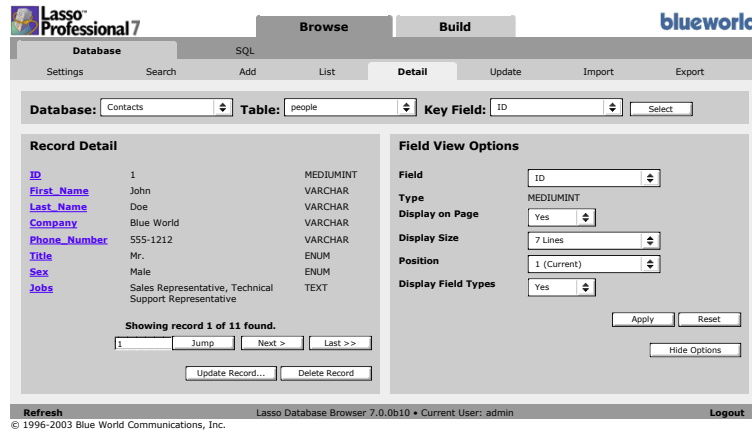 Lasso™
Professional 7
Browse Build
blueworld
Database SQL
Settings Search Add List Detail Update Import Export
Database: Contacts Table: people Key Field: ID Select
Record Detail
ID 1 MEDIUMINT
First_Name John VARCHAR
Last_Name Doe VARCHAR
Company Blue World VARCHAR
Phone_Number 555-1212 VARCHAR
Title Mr. ENUM
Sex Male ENUM
Jobs Sales Representative, Technical TEXT
Support Representative
Showing record 1 of 11 found.
1 Jump Next > Last >>
Update Record... Delete Record
Field View Options
Field ID
Type MEDIUMINT
Display on Page Yes
Display Size 7 Lines
Position 1 (Current)
Display Field Types Yes
Apply Reset
Hide Options
Refresh Lasso Database Browser 7.0.0b10 • Current User: admin Logout
© 1996-2003 Blue World Communications, Inc.